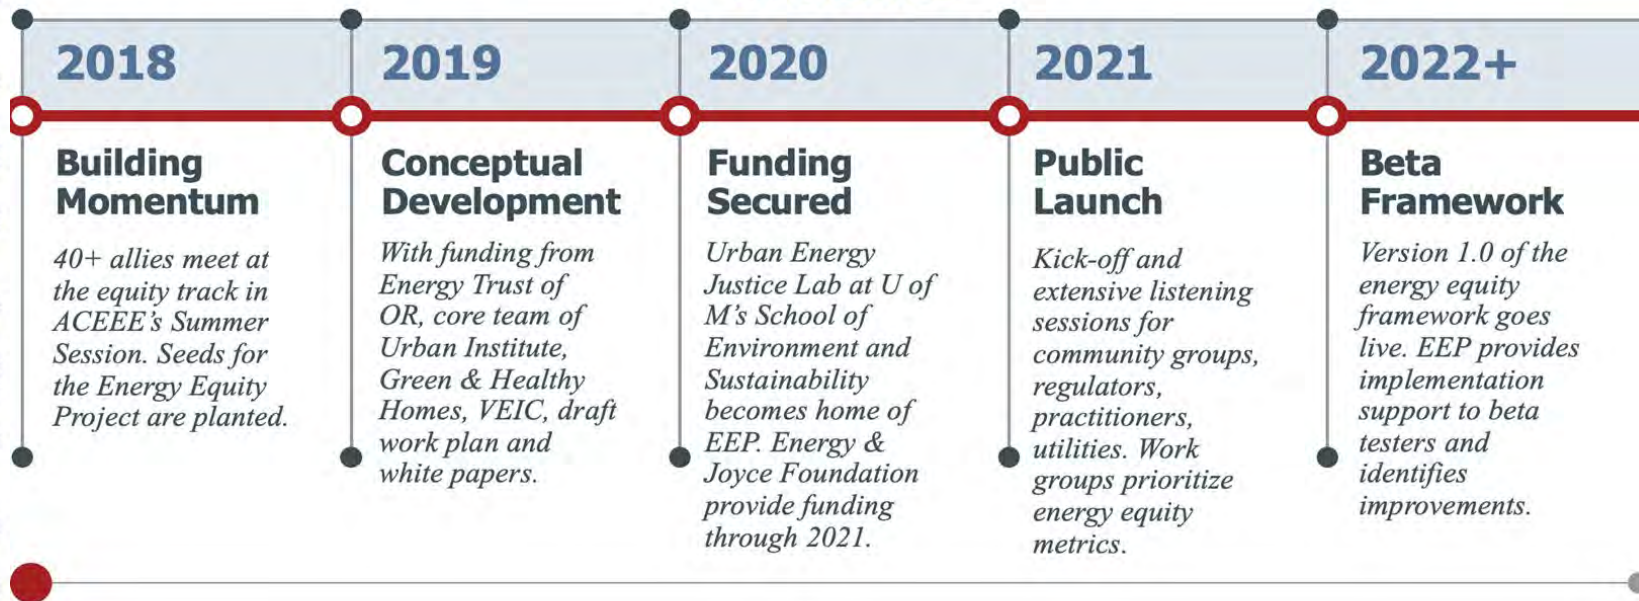 2018
Building
Momentum
40+ allies meet at
the equity track in
ACEEE's Summer
Session. Seeds for
the Energy Equity
Project are planted.
2019
Conceptual
Development
With funding from
Energy Trust of
OR, core team of
Urban Institute,
Green & Healthy
Homes, VEIC, draft
work plan and
white papers.
2020
Funding
Secured
Urban Energy
Justice Lab at U of
M's School of
Environment and
Sustainability
becomes home of
EEP. Energy &
Joyce Foundation
provide funding
through 2021.
2021
Public
Launch
Kick-off and
extensive listening
sessions for
community groups,
regulators,
practitioners,
utilities. Work
groups prioritize
energy equity
metrics.
2022+
Beta
Framework
Version 1.0 of the
energy equity
framework goes
live. EEP provides
implementation
support to beta
testers and
identifies
improvements.